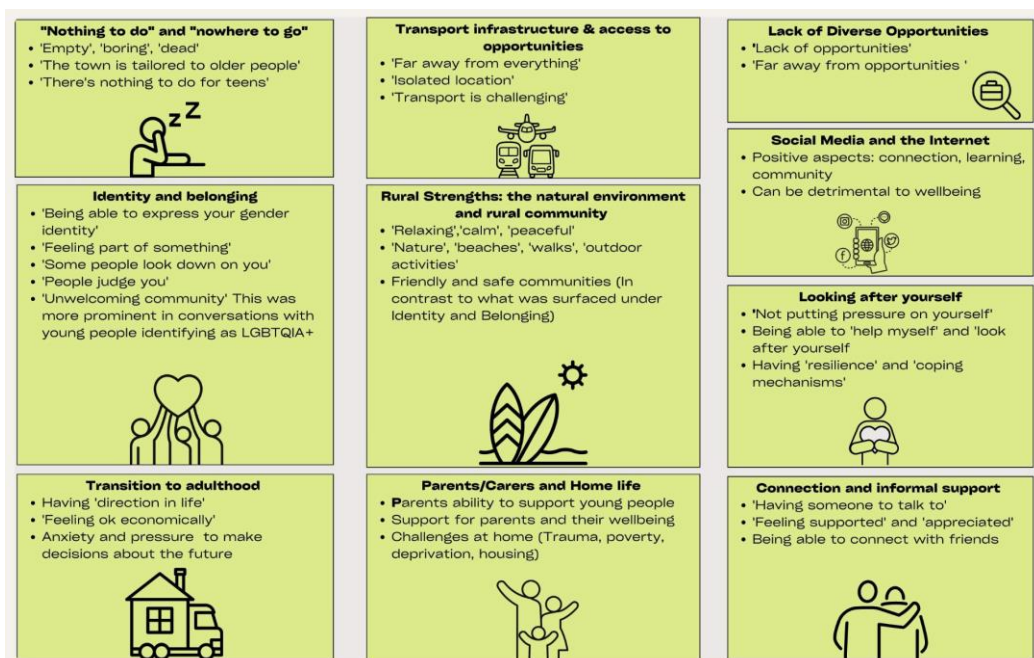 "Nothing to do" and "nowhere to go"
• 'Empty', 'boring', 'dead'
• 'The town is tailored to older people'
• 'There's nothing to do for teens'
zZZ
Transport infrastructure & access to
opportunities
• 'Far away from everything'
• 'Isolated location'
• 'Transport is challenging'
Lack of Diverse Opportunities
• 'Lack of opportunities'
• 'Far away from opportunities '
Social Media and the Internet
• Positive aspects: connection, learning,
community
• Can be detrimental to wellbeing
f
Identity and belonging
• 'Being able to express your gender
identity'
• 'Feeling part of something'
• 'Some people look down on you'
• 'People judge you'
• 'Unwelcoming community' This was
more prominent in conversations with
young people identifying as LGBTQIA+
Rural Strengths: the natural environment
and rural community
• 'Relaxing','calm', 'peaceful'
• 'Nature', 'beaches', 'walks', 'outdoor
activities'
• Friendly and safe communities (In
contrast to what was surfaced under
Identity and Belonging)
Looking after yourself
• 'Not putting pressure on yourself'
• Being able to 'help myself' and 'look
after yourself
• Having 'resilience' and 'coping
mechanisms'
Transition to adulthood
• Having 'direction in life'
• 'Feeling ok economically'
• Anxiety and pressure to make
decisions about the future
Parents/Carers and Home life
• Parents ability to support young people
• Support for parents and their wellbeing
• Challenges at home (Trauma, poverty,
deprivation, housing)
Connection and informal support
• 'Having someone to talk to'
• 'Feeling supported' and 'appreciated'
• Being able to connect with friends